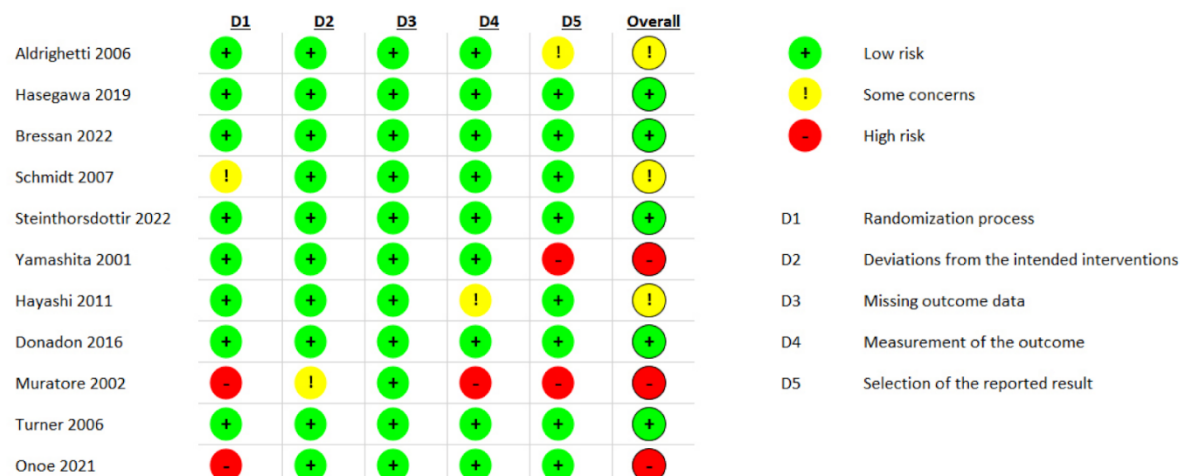 D1 D2 D3 D4 D5 Overall
Aldrighetti 2006 + + + + ! !
Hasegawa 2019 + + + + + +
Bressan 2022 + + + + + +
Schmidt 2007 ! + + + + !
Steinthorsdottir 2022 + + + + + +
Yamashita 2001 + + + + - -
Hayashi 2011 + + + ! + !
Donadon 2016 + + + + + +
Muratore 2002 - ! + - - -
Turner 2006 + + + + + +
Onoe 2021 - + + + + -
+ Low risk
! Some concerns
- High risk
D1 Randomization process
D2 Deviations from the intended interventions
D3 Missing outcome data
D4 Measurement of the outcome
D5 Selection of the reported result